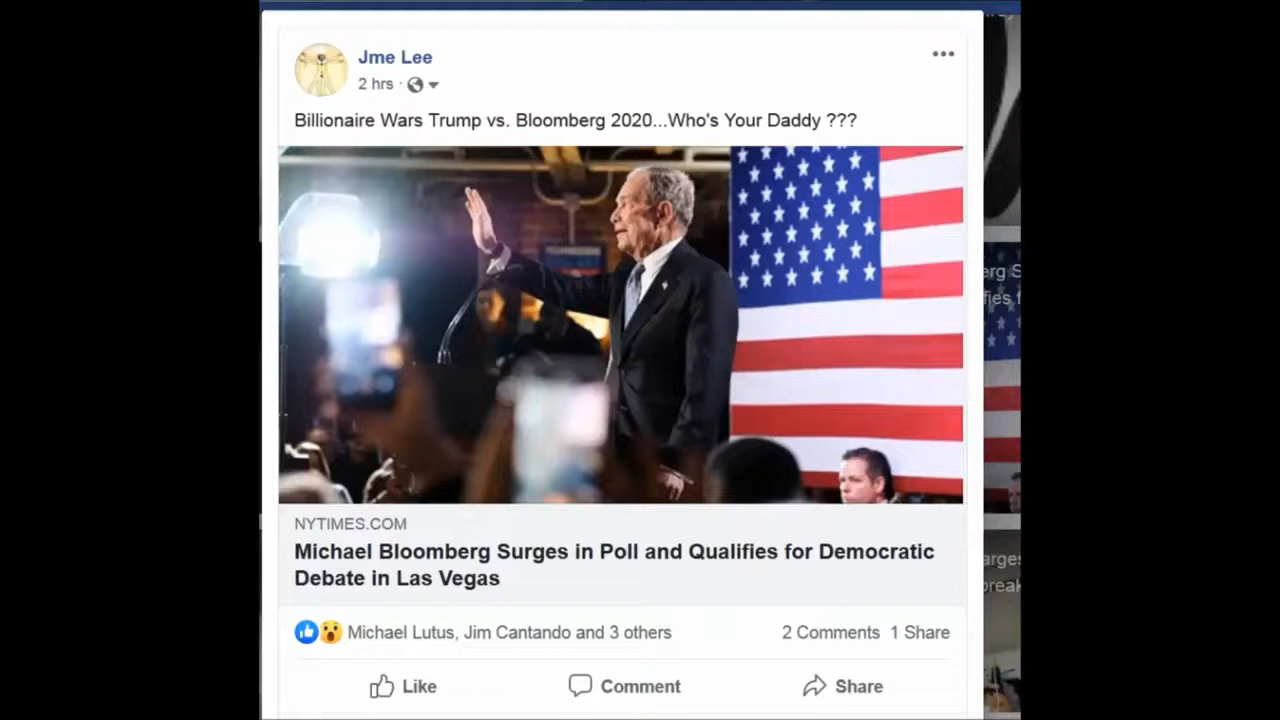 Jme Lee
2 hrs ·
Billionaire Wars Trump vs. Bloomberg 2020...Who's Your Daddy ???
NYTIMES.COM
Michael Bloomberg Surges in Poll and Qualifies for Democratic
Debate in Las Vegas
Michael Lutus, Jim Cantando and 3 others
2 Comments 1 Share
Like
Comment
Share